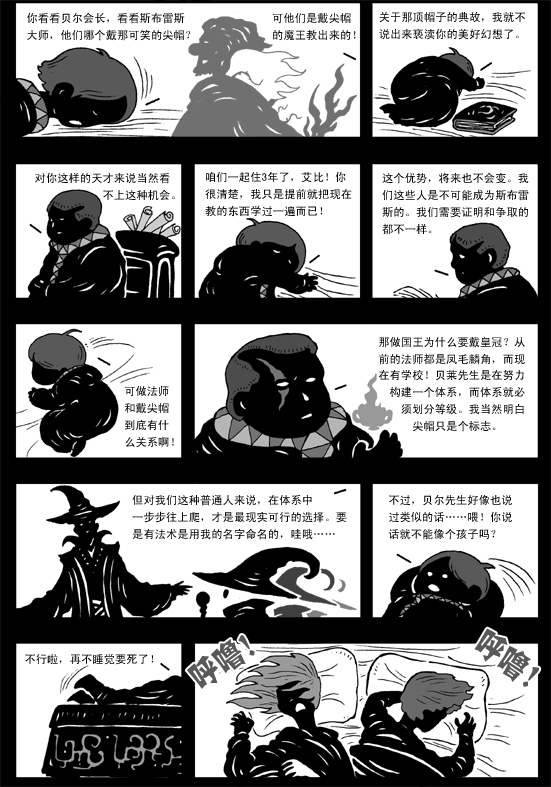 你看看贝尔会长，看看斯布雷斯
大师，他们哪个戴那可笑的尖帽？
可他们是戴尖帽
的魔王教出来的！
关于那顶帽子的典故，我就不
说出来亵渎你的美好幻想了。
对你这样的天才来说当然看
不上这种机会。
咱们一起住3年了，艾比！你
很清楚，我只是提前就把现在
教的东西学过一遍而已！
这个优势，将来也不会变。我
们这些人是不可能成为斯布雷
斯的。我们需要证明和争取的
都不一样。
可做法师
和戴尖帽
到底有什
么关系啊！
那做国王为什么要戴皇冠？从
前的法师都是凤毛麟角，而现
在有学校！贝莱先生是在努力
构建一个体系，而体系就必
须划分等级。我当然明白
尖帽只是个标志。
但对我们这种普通人来说，在体系中
一步步往上爬，才是最现实可行的选择。要
是有法术是用我的名字命名的，哇哦……
不过，贝尔先生好像也说
过类似的话……喂！你说
话就不能像个孩子吗？
不行啦，再不睡觉要死了！
呼噜！
呼噜！